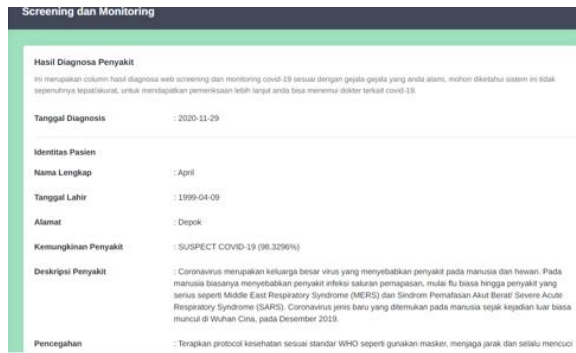 Screening dan Monitoring
Hasil Diagnosa Penyakit
Ini merupakan column hasil diagnosa web screening dan monitoring covid-19 sesuai dengan gejala-gejala yang anda alami, mohon diketahui sistem ini tidak
sepenuhnya tepat/akurat, untuk mendapatkan pemeriksaan lebih lanjut anda bisa menemui dokter terkait covid-19.
Tanggal Diagnosis : 2020-11-29
Identitas Pasien
Nama Lengkap : April
Tanggal Lahir : 1999-04-09
Alamat : Depok
Kemungkinan Penyakit : SUSPECT COVID-19 (98.3296%)
Deskripsi Penyakit : Coronavirus merupakan keluarga besar virus yang menyebabkan penyakit pada manusia dan hewan. Pada
manusia biasanya menyebabkan penyakit infeksi saluran pernapasan, mulai flu biasa hingga penyakit yang
serius seperti Middle East Respiratory Syndrome (MERS) dan Sindrom Pernafasan Akut Berat/ Severe Acute
Respiratory Syndrome (SARS). Coronavirus jenis baru yang ditemukan pada manusia sejak kejadian luar biasa
muncul di Wuhan Cina, pada Desember 2019.
Pencegahan : Terapkan protocol kesehatan sesuai standar WHO seperti gunakan masker, menjaga jarak dan selalu mencuci